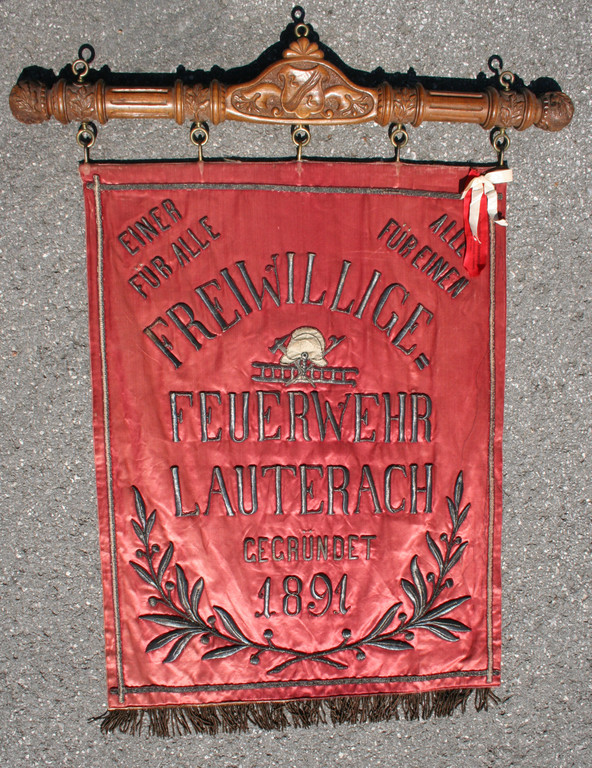 EINER
FÜR ALLE
ALLE
FÜR EINEN
FREIWILLIGE=
FEUERWEHR
LAUTERACH
GEGRÜNDET
1891